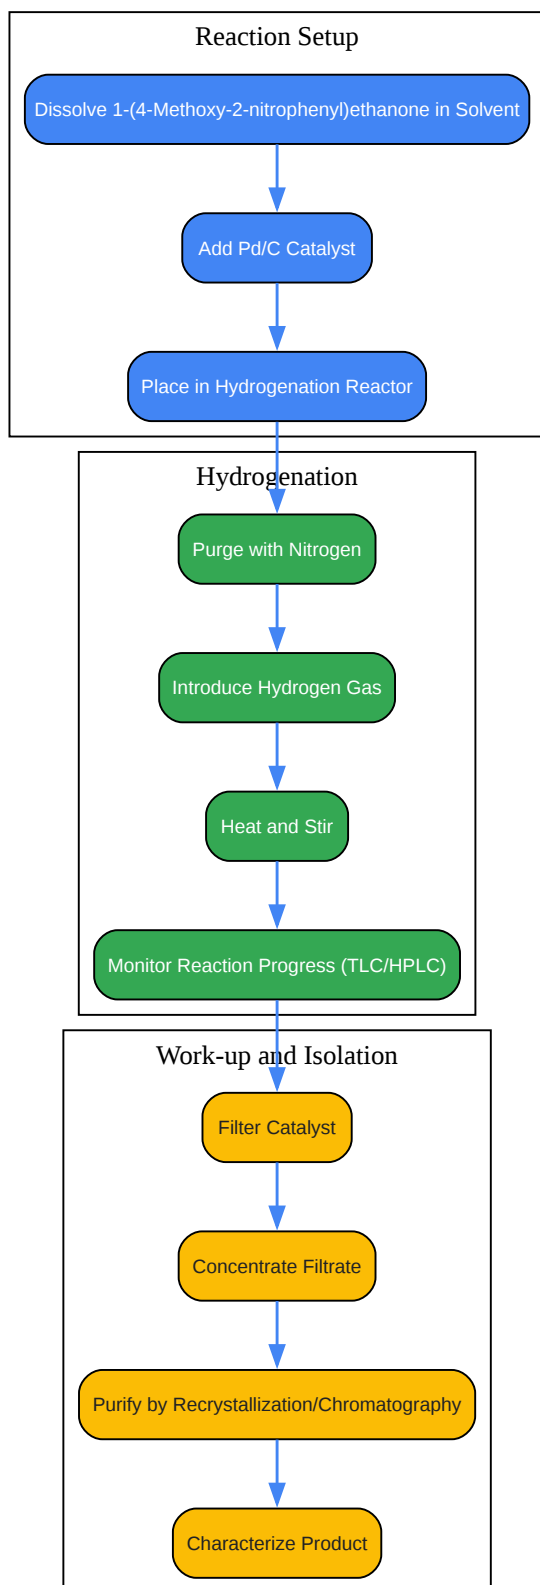 Reaction Setup
Dissolve 1-(4-Methoxy-2-nitrophenyl)ethanone in Solvent
Add Pd/C Catalyst
Place in Hydrogenation Reactor
Hydrogenation
Purge with Nitrogen
Introduce Hydrogen Gas
Heat and Stir
Monitor Reaction Progress (TLC/HPLC)
Work-up and Isolation
Filter Catalyst
Concentrate Filtrate
Purify by Recrystallization/Chromatography
Characterize Product